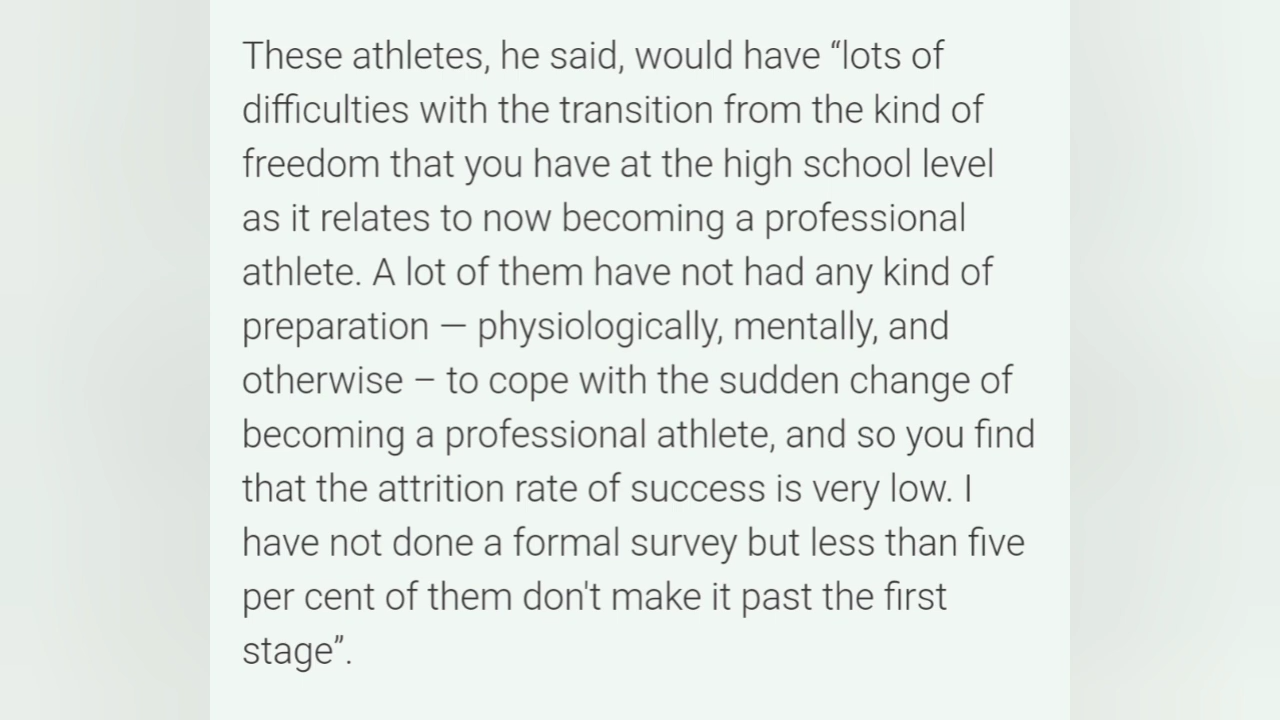 These athletes, he said, would have “lots of
difficulties with the transition from the kind of
freedom that you have at the high school level
as it relates to now becoming a professional
athlete. A lot of them have not had any kind of
preparation — physiologically, mentally, and
otherwise – to cope with the sudden change of
becoming a professional athlete, and so you find
that the attrition rate of success is very low. I
have not done a formal survey but less than five
per cent of them don't make it past the first
stage”.